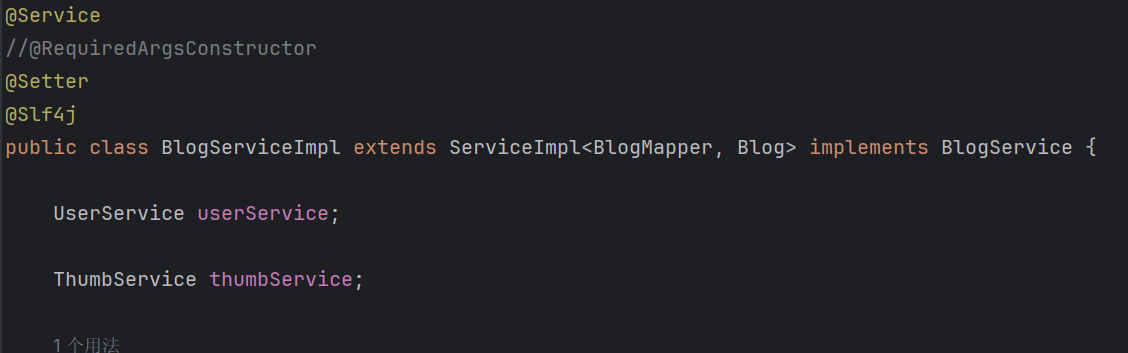 @Service
//@RequiredArgsConstructor
@Setter
@Slf4j
public class BlogServiceImpl extends ServiceImpl<BlogMapper, Blog> implements BlogService {
UserService userService;
ThumbService thumbService;
1个用法